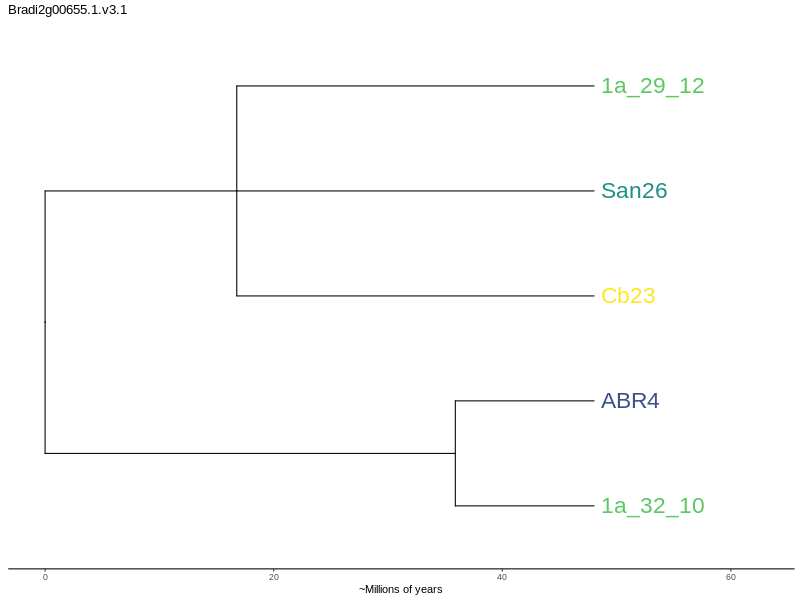 Bradi2g00655.1.v3.1
1a_29_12
San26
Cb23
ABR4
1a_32_10
0 20 40 60
~Millions of years